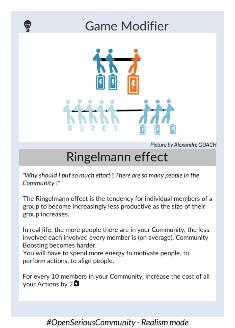 Game Modifier
Picture by Alexandre QUACH
Ringelmann effect
"Why should I put so much effort ? There are so many people in the
Community !"
The Ringelmann effect is the tendency for individual members of a
group to become increasingly less productive as the size of their
group increases.
In real life, the more people there are in your Community, the less
involved each involved every member is (on average). Community
Boosting becomes harder.
You will have to spend more energy to motivate people, to
perform actions, to align people.
For every 10 members in your Community, increase the cost of all
your Actions by 2
#OpenSeriousCommunity - Realism mode